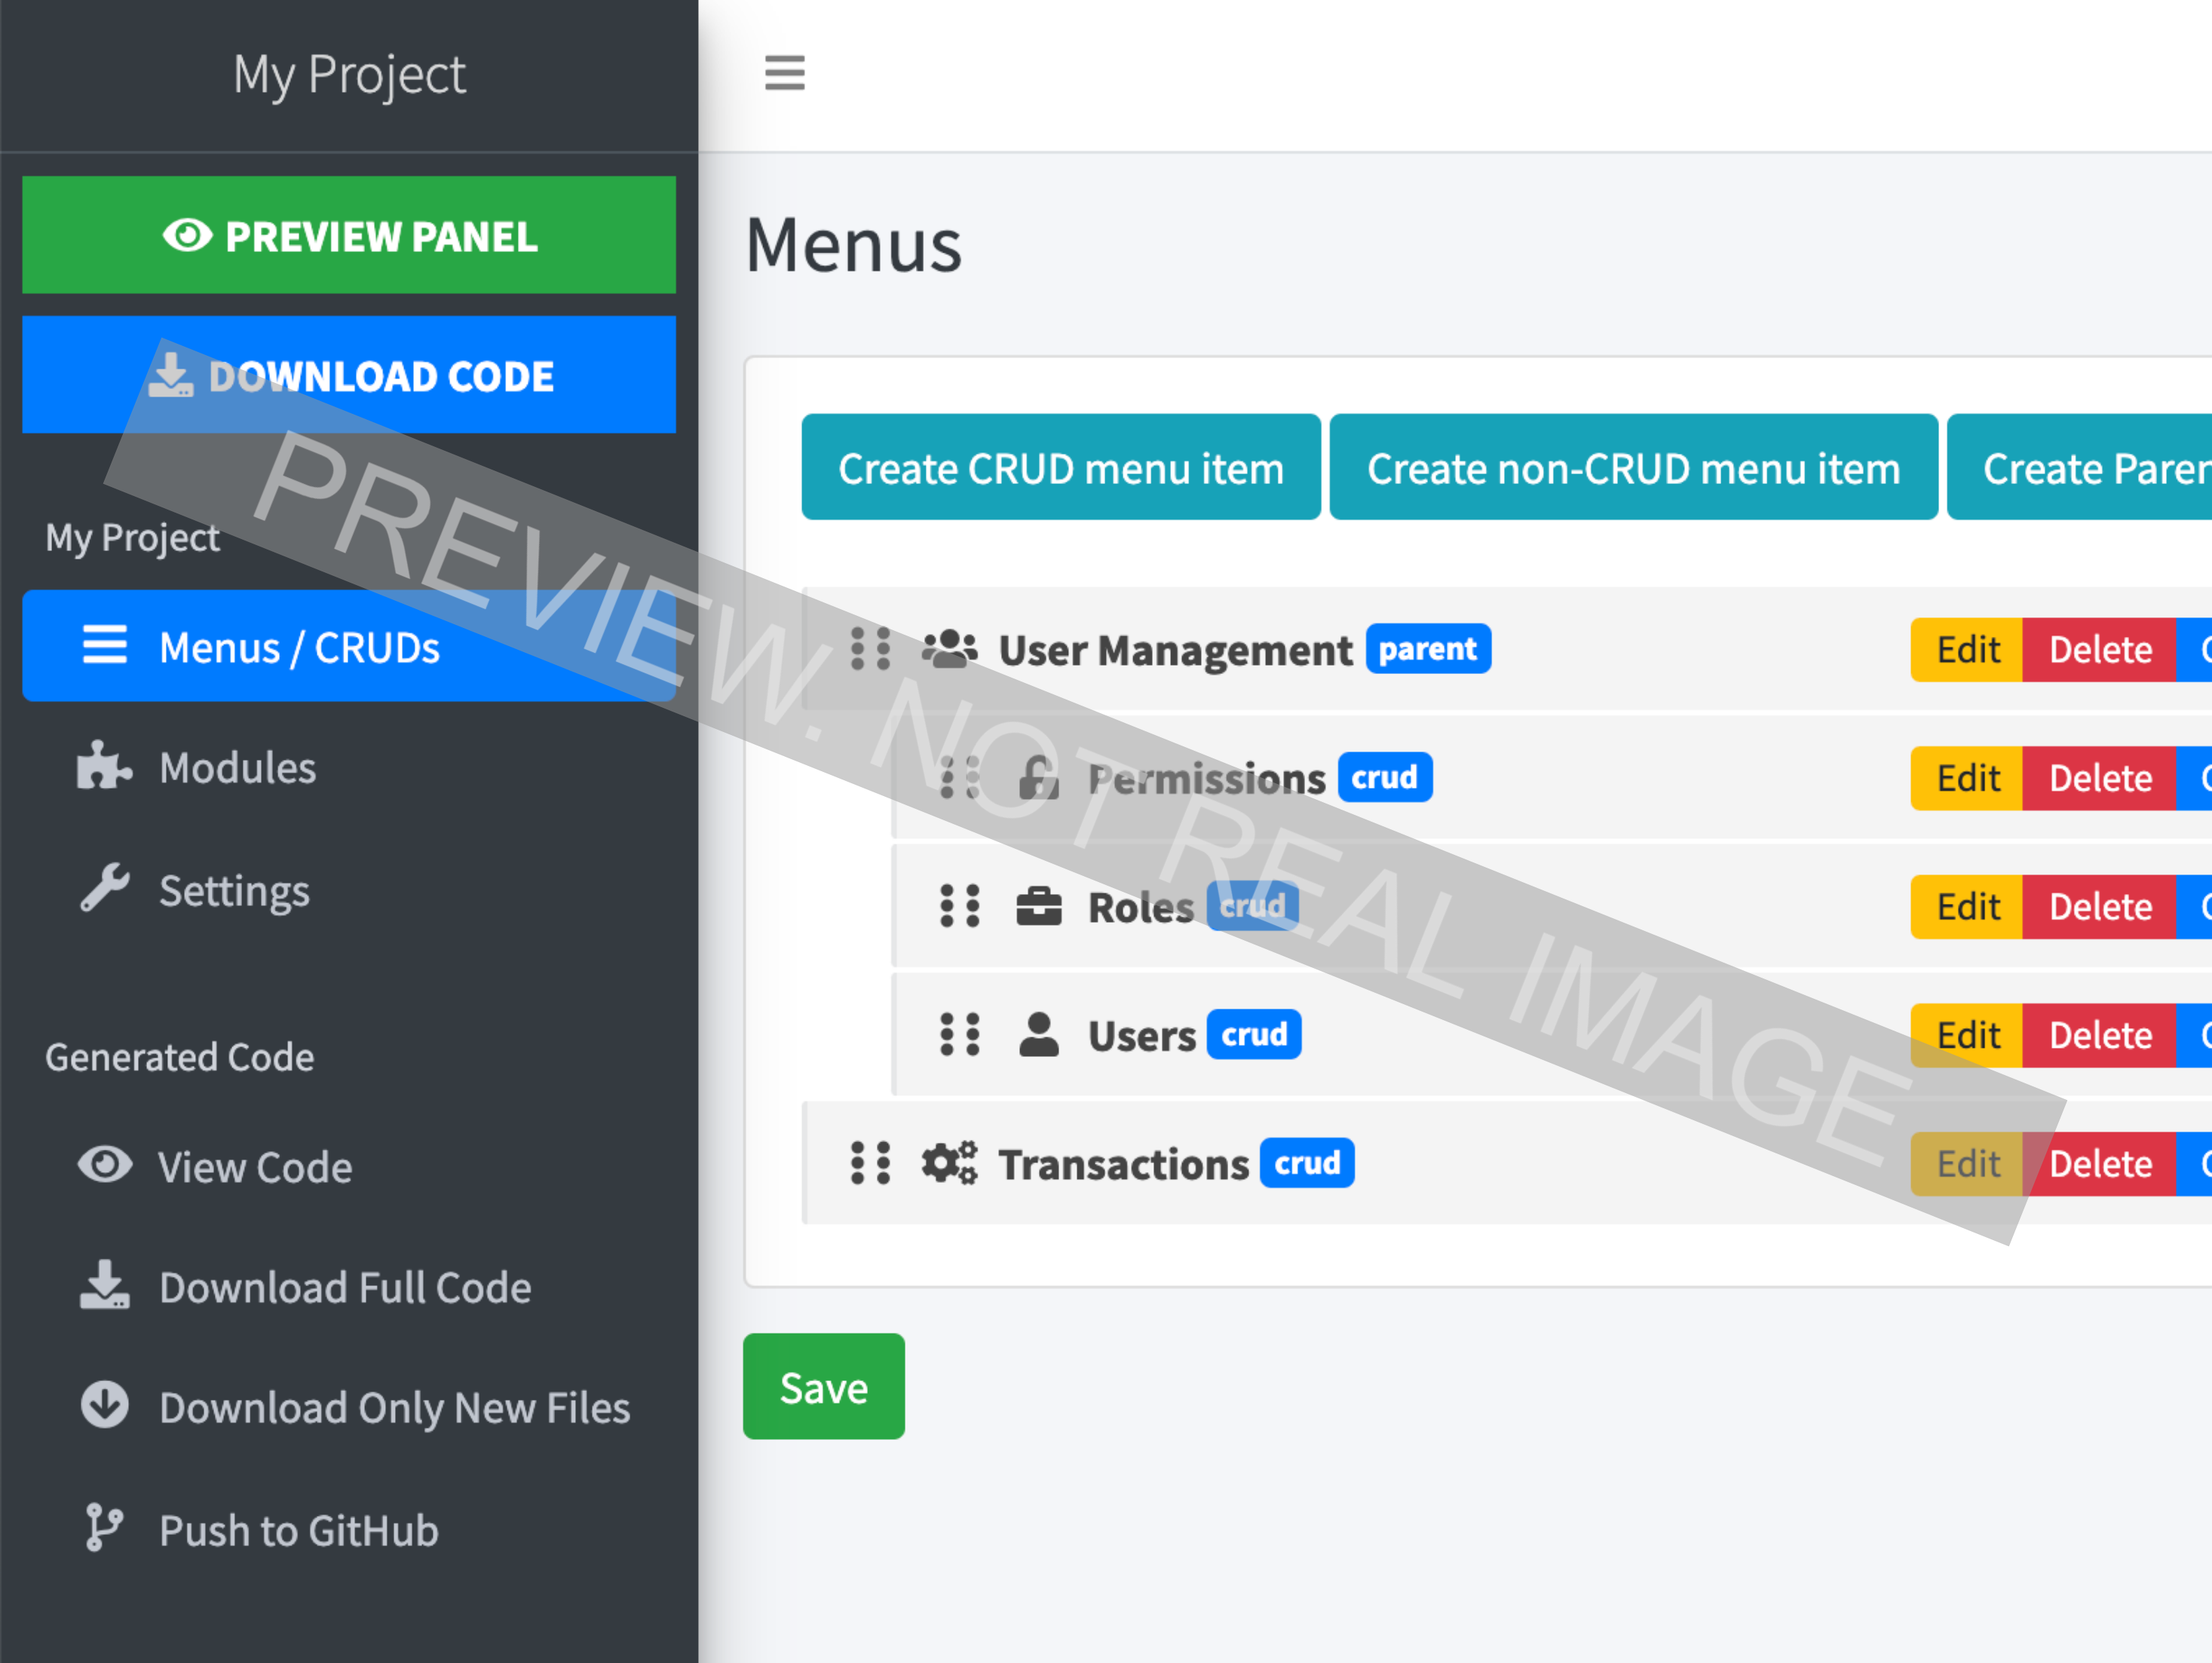 My Project
PREVIEW PANEL
DOWNLOAD CODE
My Project
Menus / CRUDs
Modules
Settings
Generated Code
View Code
Download Full Code
Download Only New Files
Push to GitHub
Menus
Create CRUD menu item
Create non-CRUD menu item
Create
User Management parent
Edit Delete
Permissions crud
Edit Delete
Roles crud
Edit Delete
Users crud
Edit Delete
Transactions crud
Edit Delete
Save
PREVIEW. NOT REAL IMAGE